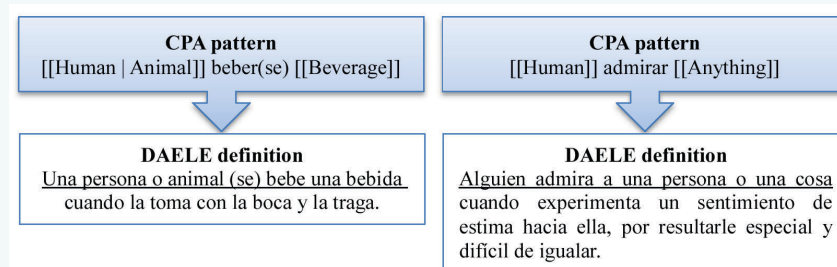 CPA pattern
[[Human | Animal]] beber(se) [[Beverage]]
DAELE definition
Una persona o animal (se) bebe una bebida
cuando la toma con la boca y la traga.
CPA pattern
[[Human]] admirar [[Anything]]
DAELE definition
Alguien admira a una persona o una cosa
cuando experimenta un sentimiento de
estima hacia ella, por resultarle especial y
difícil de igualar.